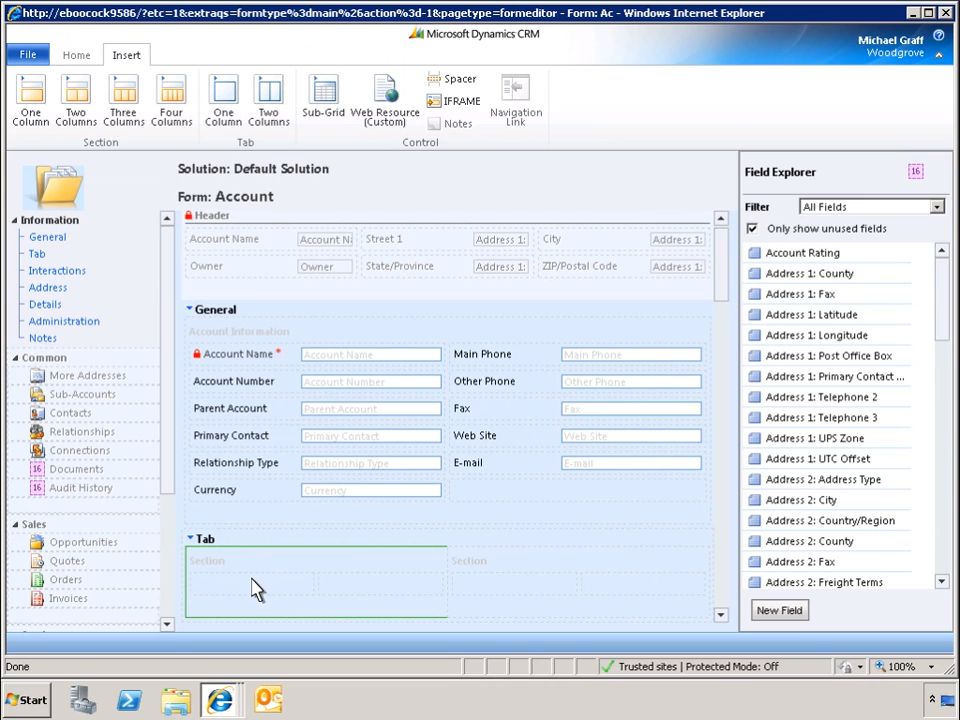 http://eboocock9586/?etc=1&extraqs=formtype%3dmain%26action%3d-1&pagetype=formeditor - Form: Ac - Windows Internet Explorer
Microsoft Dynamics CRM
Michael Graff
Woodgrove
File
Home
Insert
One Column
Two Columns
Three Columns
Four Columns
Section
One Column
Two Columns
Tab
Sub-Grid
Web Resource (Custom)
Spacer
IFRAME
Notes
Navigation Link
Control
Information
General
Tab
Interactions
Address
Details
Administration
Notes
Common
More Addresses
Sub-Accounts
Contacts
Relationships
Connections
16 Documents
16 Audit History
Sales
Opportunities
Quotes
Orders
Invoices
Solution: Default Solution
Form: Account
Header
Account Name Account Na Street 1 Address 1: City Address 1:
Owner Owner State/Province Address 1: ZIP/Postal Code Address 1:
General
Account Information
Account Name * Account Name Main Phone Main Phone
Account Number Account Number Other Phone Other Phone
Parent Account Parent Account Fax Fax
Primary Contact Primary Contact Web Site Web Site
Relationship Type Relationship Type E-mail E-mail
Currency Currency
Tab
Section Section
Field Explorer 16
Filter All Fields
Only show unused fields
Account Rating
Address 1: County
Address 1: Fax
Address 1: Latitude
Address 1: Longitude
Address 1: Post Office Box
Address 1: Primary Contact ...
Address 1: Telephone 2
Address 1: Telephone 3
Address 1: UPS Zone
Address 1: UTC Offset
Address 2: Address Type
Address 2: City
Address 2: Country/Region
Address 2: County
Address 2: Fax
Address 2: Freight Terms
New Field
Done
Trusted sites | Protected Mode: Off
100%
Start